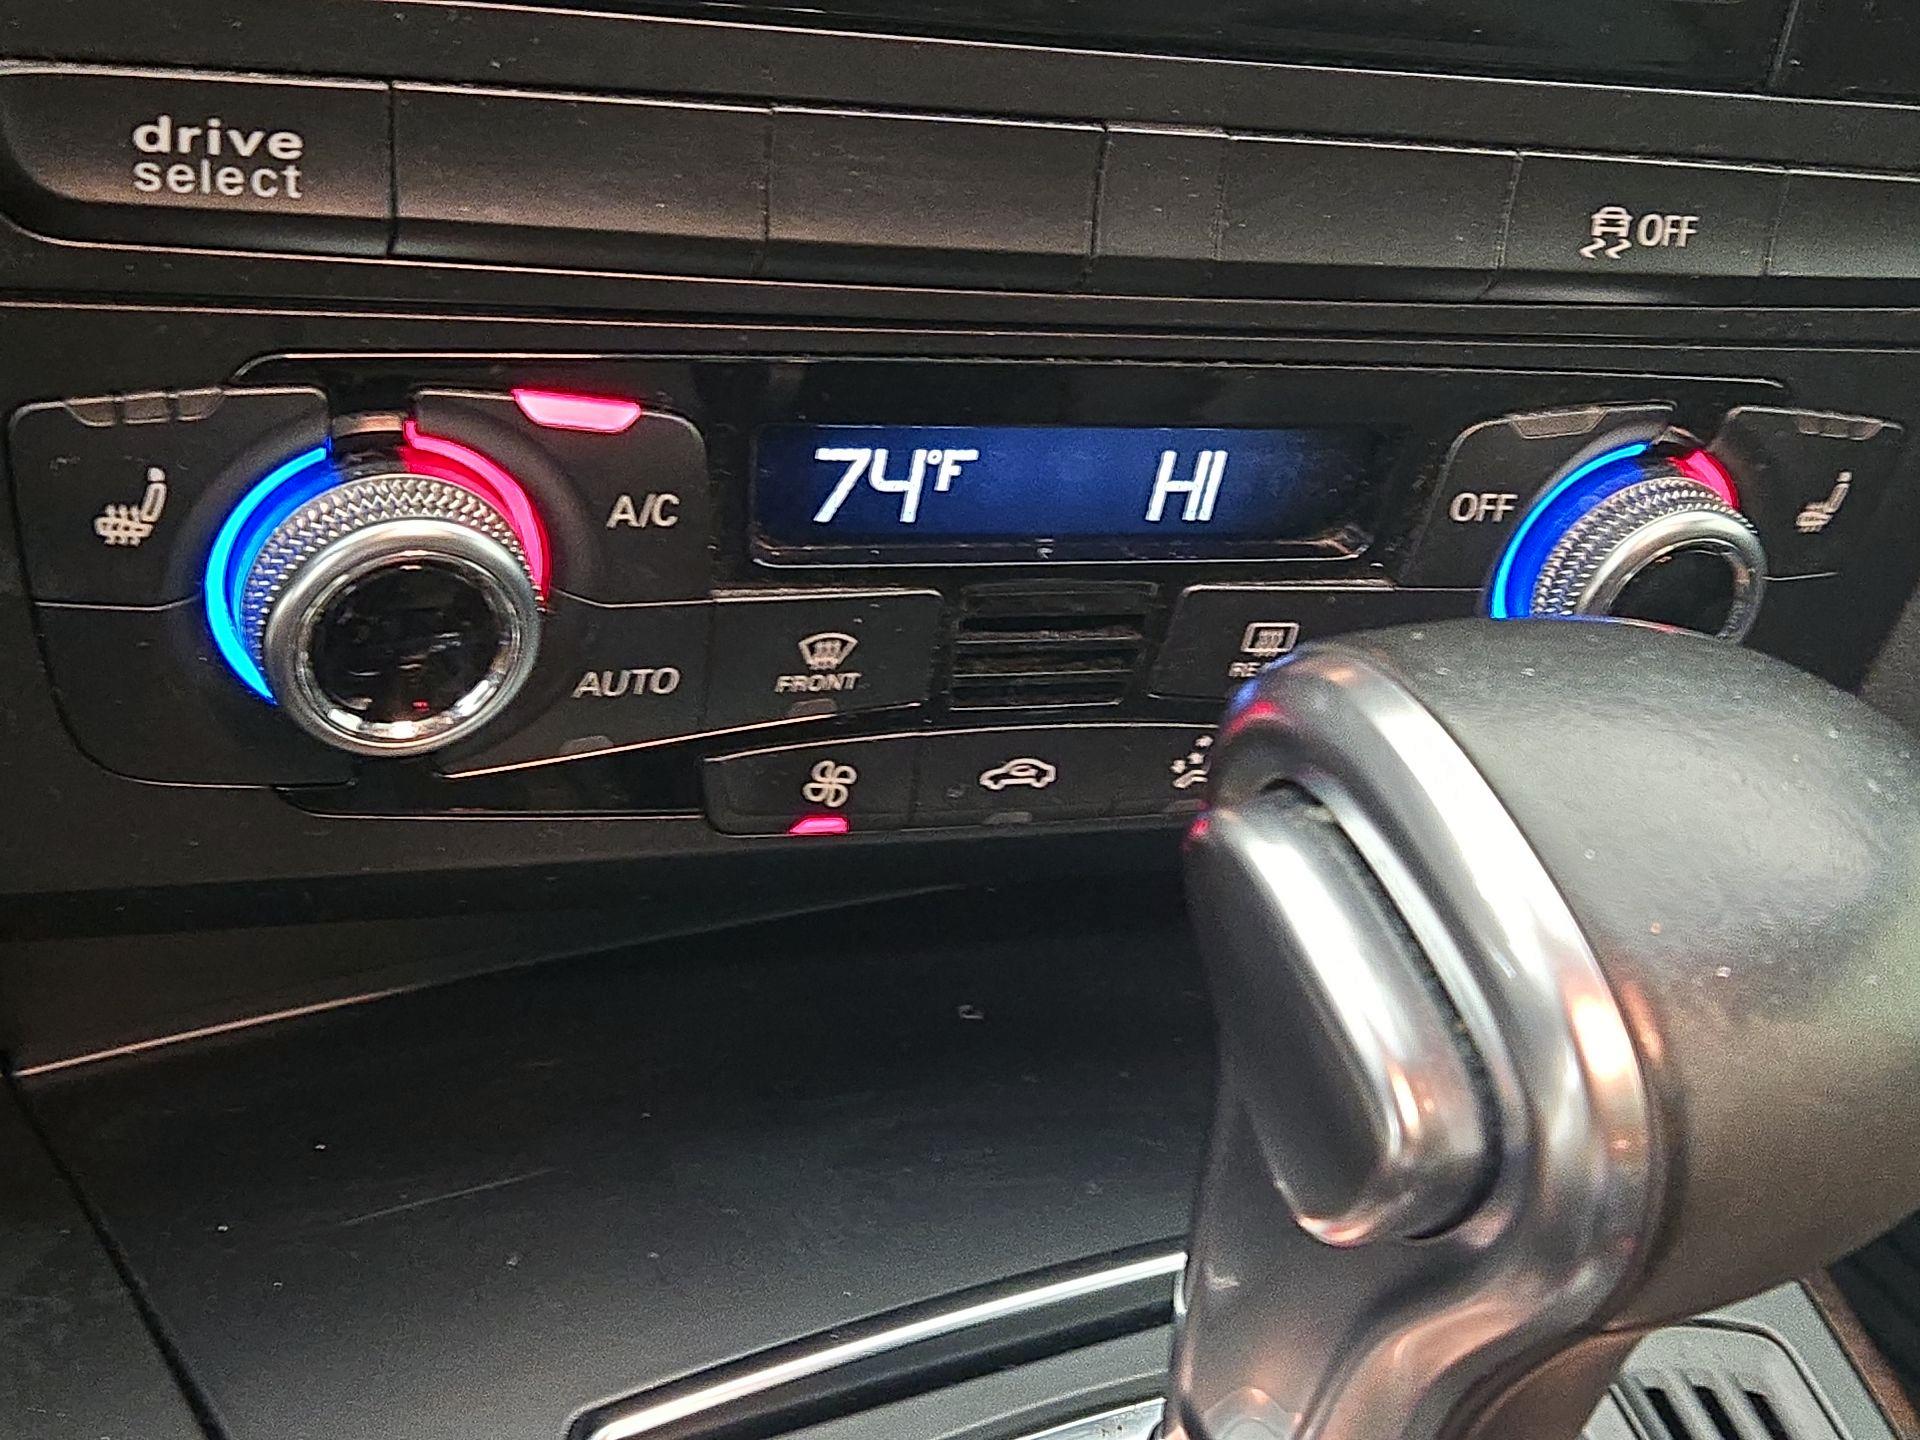 drive
select
OFF
A/C
74°F
HI
OFF
AUTO
FRONT